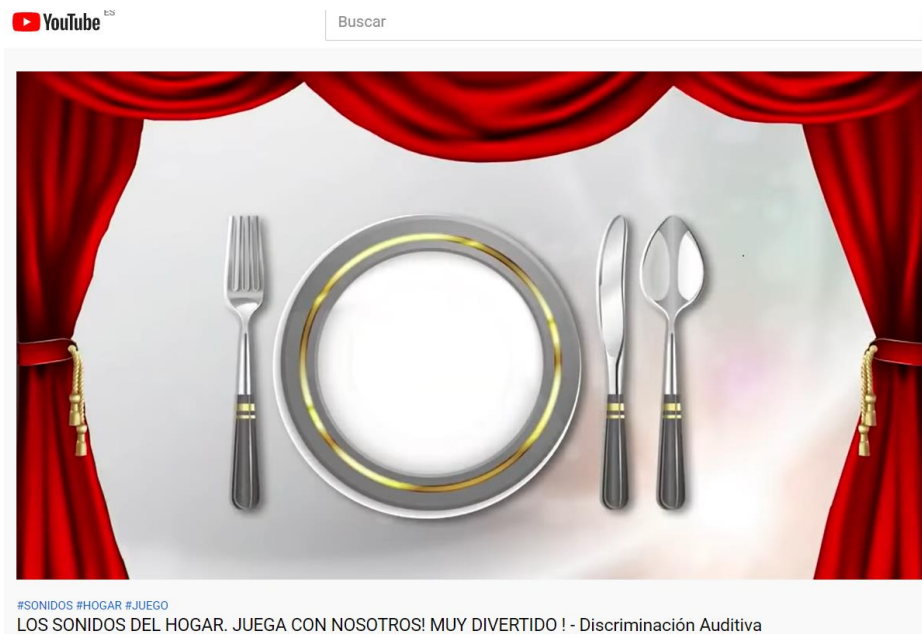 YouTube ES
Buscar
#SONIDOS #HOGAR #JUEGO
LOS SONIDOS DEL HOGAR. JUEGA CON NOSOTROS! MUY DIVERTIDO ! - Discriminación Auditiva